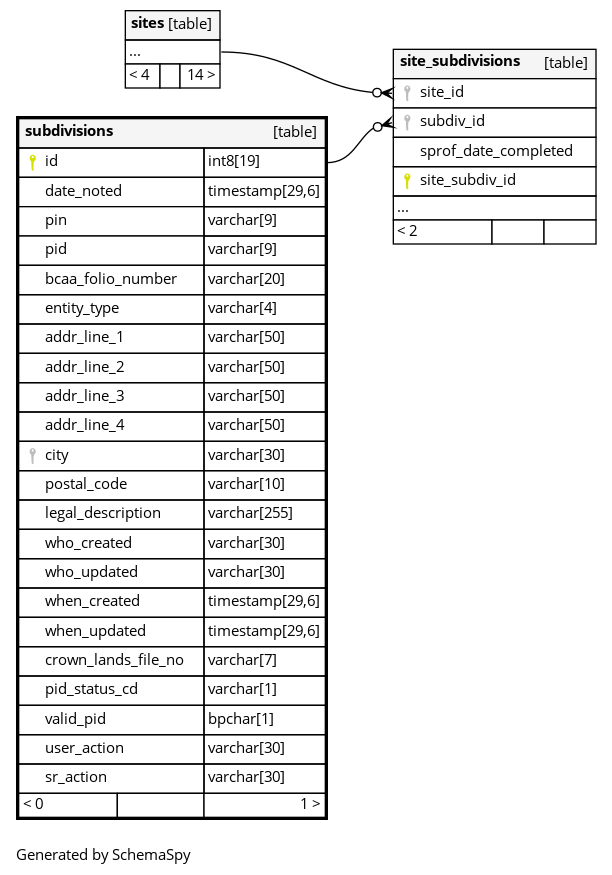 sites [table]
...
< 4 14 >
site_subdivisions [table]
site_id
subdiv_id
sprof_date_completed
site_subdiv_id
...
< 2
subdivisions [table]
id int8[19]
date_noted timestamp[29,6]
pin varchar[9]
pid varchar[9]
bcaa_folio_number varchar[20]
entity_type varchar[4]
addr_line_1 varchar[50]
addr_line_2 varchar[50]
addr_line_3 varchar[50]
addr_line_4 varchar[50]
city varchar[30]
postal_code varchar[10]
legal_description varchar[255]
who_created varchar[30]
who_updated varchar[30]
when_created timestamp[29,6]
when_updated timestamp[29,6]
crown_lands_file_no varchar[7]
pid_status_cd varchar[1]
valid_pid bpchar[1]
user_action varchar[30]
sr_action varchar[30]
< 0 1 >
Generated by SchemaSpy